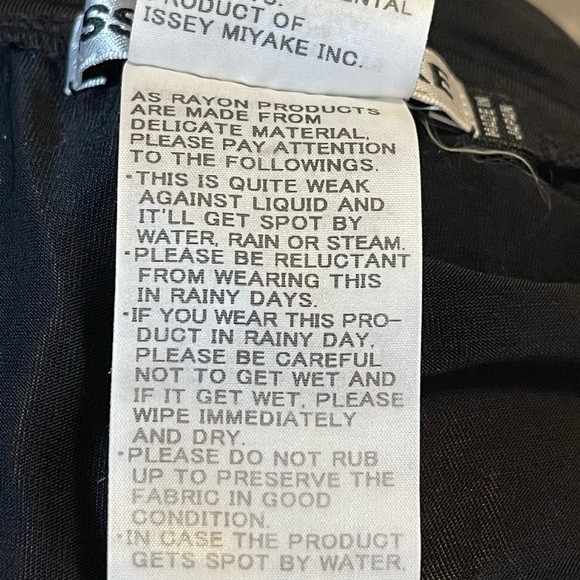 MENTAL
PRODUCT OF
ISSEY MIYAKE INC.
AS RAYON PRODUCTS
ARE MADE FROM
DELICATE MATERIAL,
PLEASE PAY ATTENTION
TO THE FOLLOWINGS.
·THIS IS QUITE WEAK
AGAINST LIQUID AND
IT'LL GET SPOT BY
WATER, RAIN OR STEAM.
·PLEASE BE RELUCTANT
FROM WEARING THIS
IN RAINY DAYS.
·IF YOU WEAR THIS PRO-
DUCT IN RAINY DAY,
PLEASE BE CAREFUL
NOT TO GET WET AND
IF IT GET WET, PLEASE
WIPE IMMEDIATELY
AND DRY.
·PLEASE DO NOT RUB
UP TO PRESERVE THE
FABRIC IN GOOD
CONDITION.
·IN CASE THE PRODUCT
GETS SPOT BY WATER,